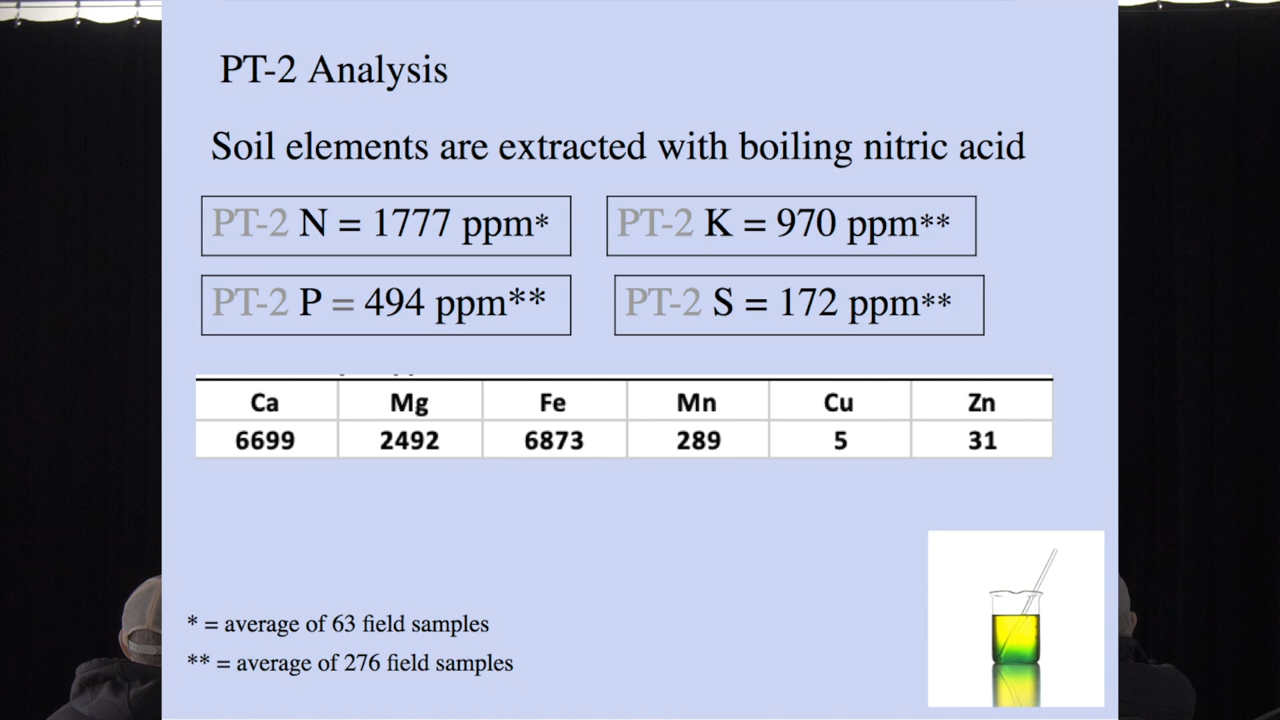 PT-2 Analysis
Soil elements are extracted with boiling nitric acid
PT-2 N = 1777 ppm*
PT-2 K = 970 ppm**
PT-2 P = 494 ppm**
PT-2 S = 172 ppm**
Ca Mg Fe Mn Cu Zn
6699 2492 6873 289 5 31
* = average of 63 field samples
** = average of 276 field samples